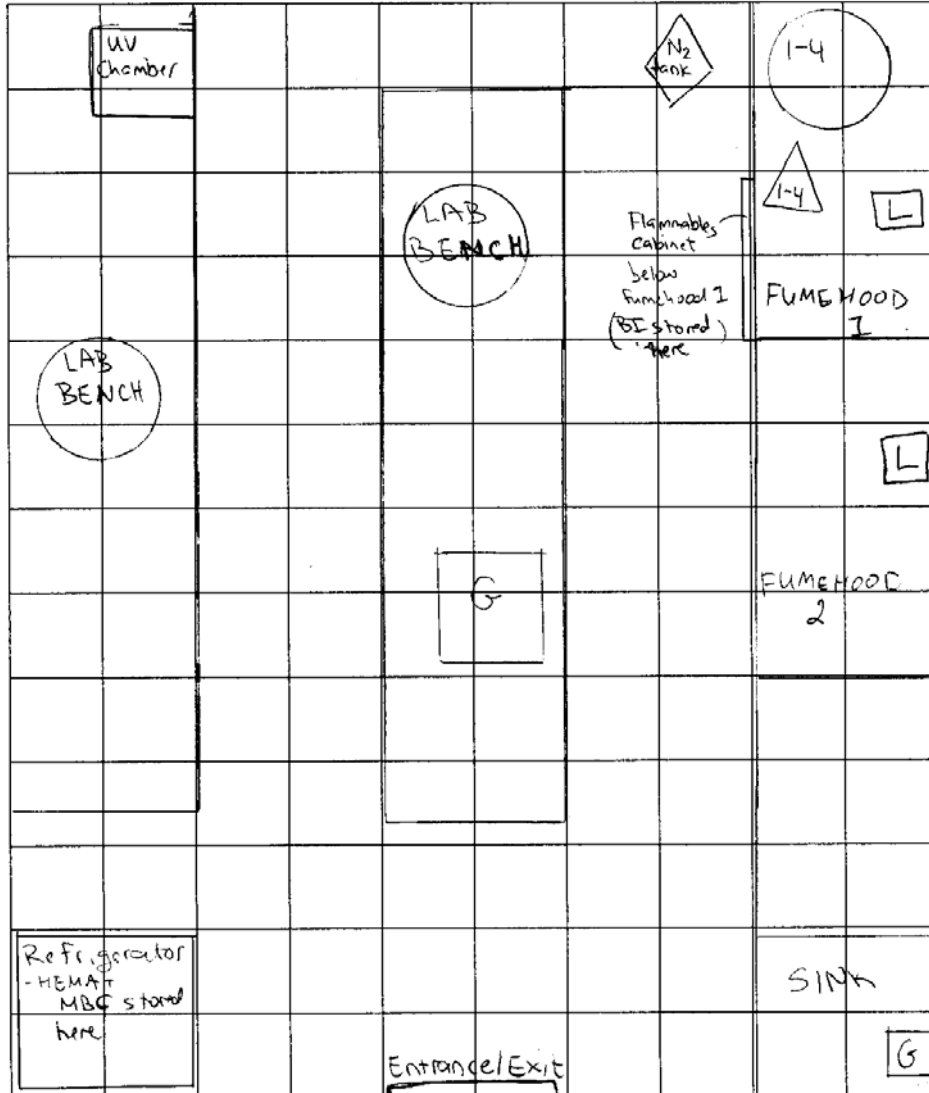 UV
Chamber
N2
tank
1-4
1-4
L
LAB
BENCH
Flammables
Cabinet
below
Fumehood 1
(BI stored)
here
FUMEHOOD
1
LAB
BENCH
L
G
FUMEHOOD
2
Refrigerator
- HEMA +
MBC stored
here
SINK
G
Entrance/Exit